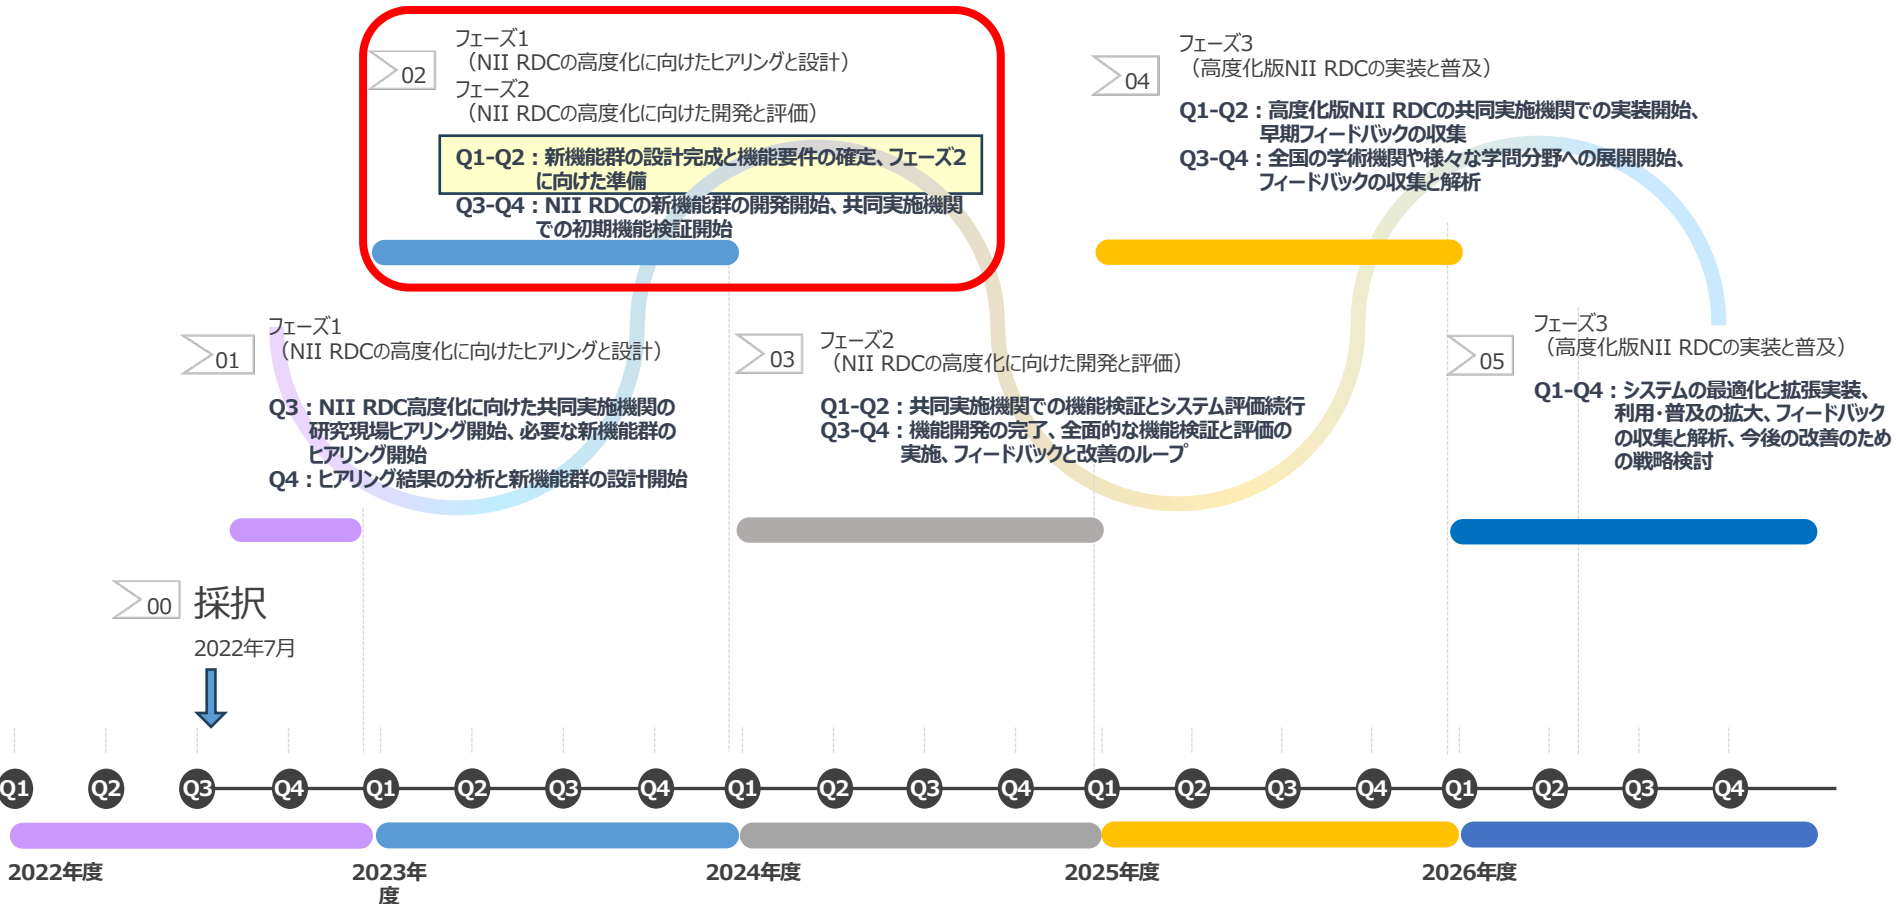 02
フェーズ1
（NII RDCの高度化に向けたヒアリングと設計）
フェーズ2
（NII RDCの高度化に向けた開発と評価）
Q1-Q2：新機能群の設計完成と機能要件の確定、フェーズ2
に向けた準備
Q3-Q4：NII RDCの新機能群の開発開始、共同実施機関
での初期機能検証開始
04
フェーズ3
（高度化版NII RDCの実装と普及）
Q1-Q2：高度化版NII RDCの共同実施機関での実装開始、
早期フィードバックの収集
Q3-Q4：全国の学術機関や様々な学問分野への展開開始、
フィードバックの収集と解析
01
フェーズ1
（NII RDCの高度化に向けたヒアリングと設計）
Q3：NII RDC高度化に向けた共同実施機関の
研究現場ヒアリング開始、必要な新機能群の
ヒアリング開始
Q4：ヒアリング結果の分析と新機能群の設計開始
03
フェーズ2
（NII RDCの高度化に向けた開発と評価）
Q1-Q2：共同実施機関での機能検証とシステム評価続行
Q3-Q4：機能開発の完了、全面的な機能検証と評価の
実施、フィードバックと改善のループ
05
フェーズ3
（高度化版NII RDCの実装と普及）
Q1-Q4：システムの最適化と拡張実装、
利用・普及の拡大、フィードバック
の収集と解析、今後の改善のため
の戦略検討
00
採択
2022年7月
Q1 Q2 Q3 Q4 Q1 Q2 Q3 Q4 Q1 Q2 Q3 Q4 Q1 Q2 Q3 Q4 Q1 Q2 Q3 Q4
2022年度
2023年
度
2024年度
2025年度
2026年度